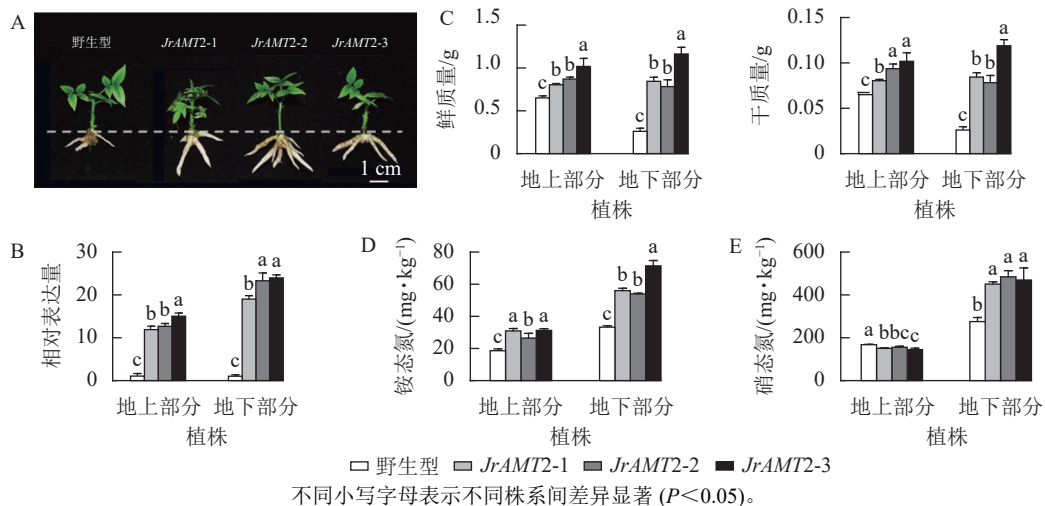 A
野生型 JrAMT2-1 JrAMT2-2 JrAMT2-3
1 cm
C
鲜质量/g
1.5
1.0
0.5
0
c b b a
c b b a
地上部分 地下部分
植株
干质量/g
0.15
0.10
0.05
0
c b a a
c b b a
地上部分 地下部分
植株
B
相对表达量
30
20
10
0
c b b a
c b a a
地上部分 地下部分
植株
D
铵态氮/(mg·kg⁻¹)
80
60
40
20
0
c a b a
c b b a
地上部分 地下部分
植株
E
硝态氮/(mg·kg⁻¹)
600
400
200
0
a b bc c
b a a a
地上部分 地下部分
植株
野生型 JrAMT2-1 JrAMT2-2 JrAMT2-3
不同小写字母表示不同株系间差异显著 (P<0.05)。